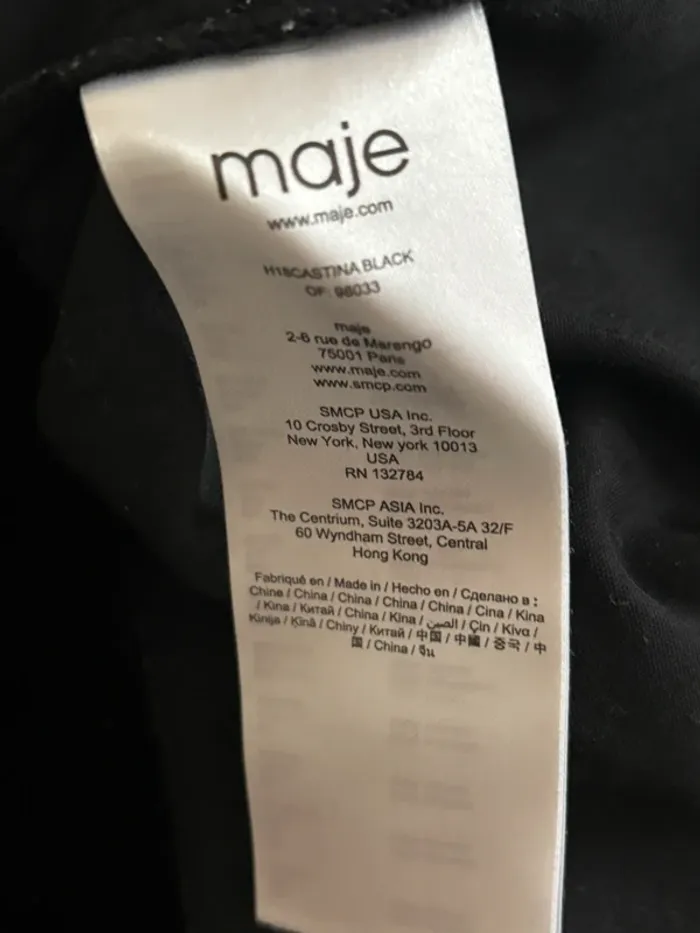 maje
www.maje.com
H18CASTINA BLACK
OF: 98033
maje
2-6 rue de Marengo
75001 Paris
www.maje.com
www.smcp.com
SMCP USA Inc.
10 Crosby Street, 3rd Floor
New York, New york 10013
USA
RN 132784
SMCP ASIA Inc.
The Centrium, Suite 3203A-5A 32/F
60 Wyndham Street, Central
Hong Kong
Fabriqué en / Made in / Hecho en / Сделано в :
Chine / China / China / China / China / Cina / Kina
/ Kina / Китай / China / Kina / الصين / Çin / Kiva /
Kinija / Ķīnā / Chiny / Китай / 中国 / 中國 / 중국 / 中
国 / China / จีน